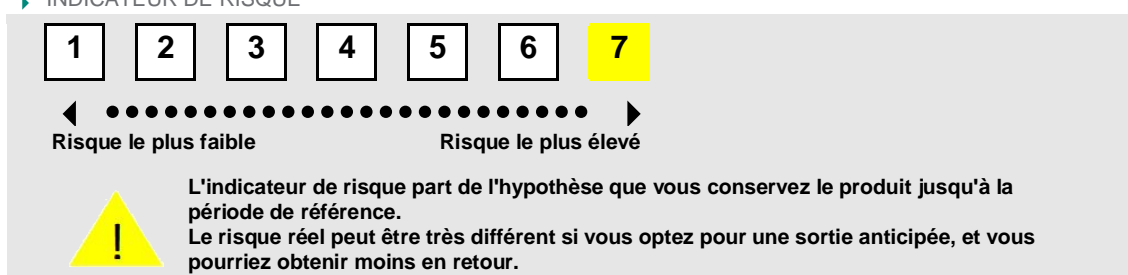 INDICATEUR DE RISQUE
1 2 3 4 5 6 7
Risque le plus faible Risque le plus élevé
L'indicateur de risque part de l'hypothèse que vous conservez le produit jusqu'à la
période de référence.
!
Le risque réel peut être très différent si vous optez pour une sortie anticipée, et vous
pourriez obtenir moins en retour.